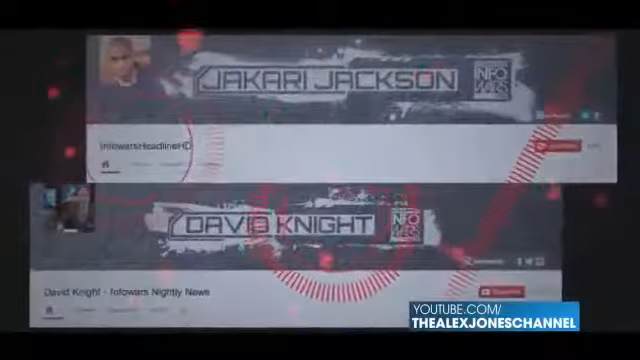 JAKARI JACKSON
INFO
WARS
InfowarsHeadlineHD
DAVID KNIGHT
INFO
WARS
David Knight - Infowars Nightly News
YOUTUBE.COM/
THEALEXJONESCHANNEL